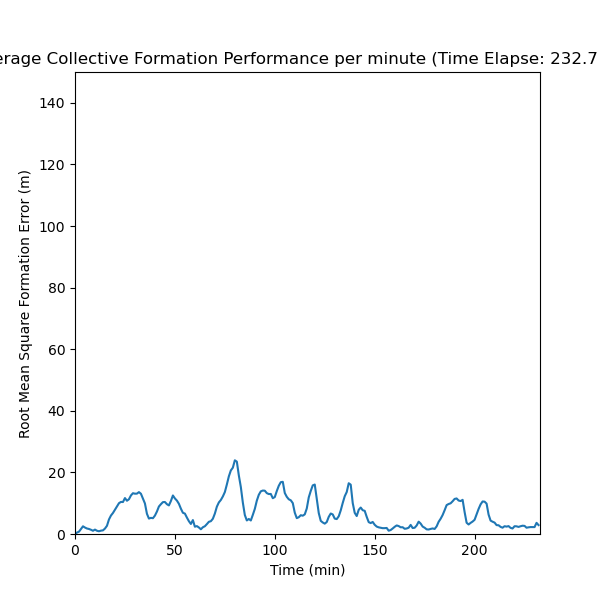 erage Collective Formation Performance per minute (Time Elapse: 232.7
140
120
100
80
60
40
20
0
Root Mean Square Formation Error (m)
0 50 100 150 200
Time (min)